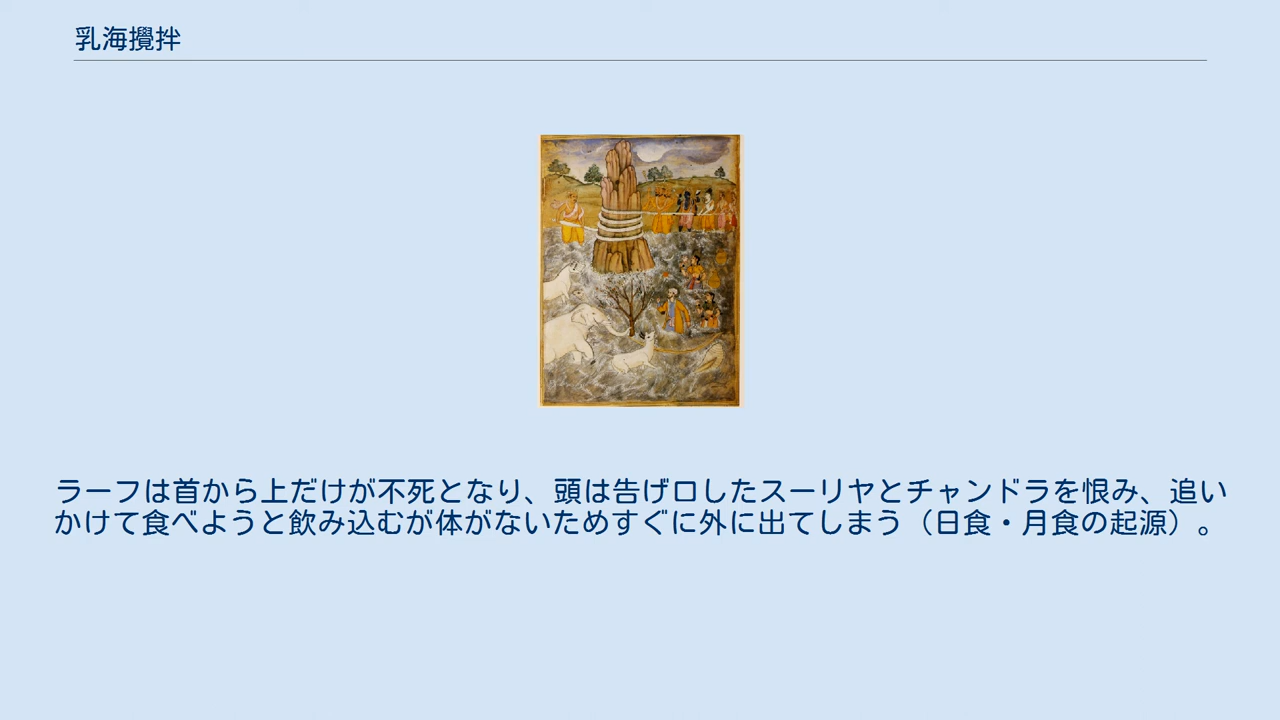 乳海攪拌
ラーフは首から上だけが不死となり、頭は告げ口したスーリヤとチャンドラを恨み、追い
かけて食べようと飲み込むが体がないためすぐに外に出てしまう（日食・月食の起源）。